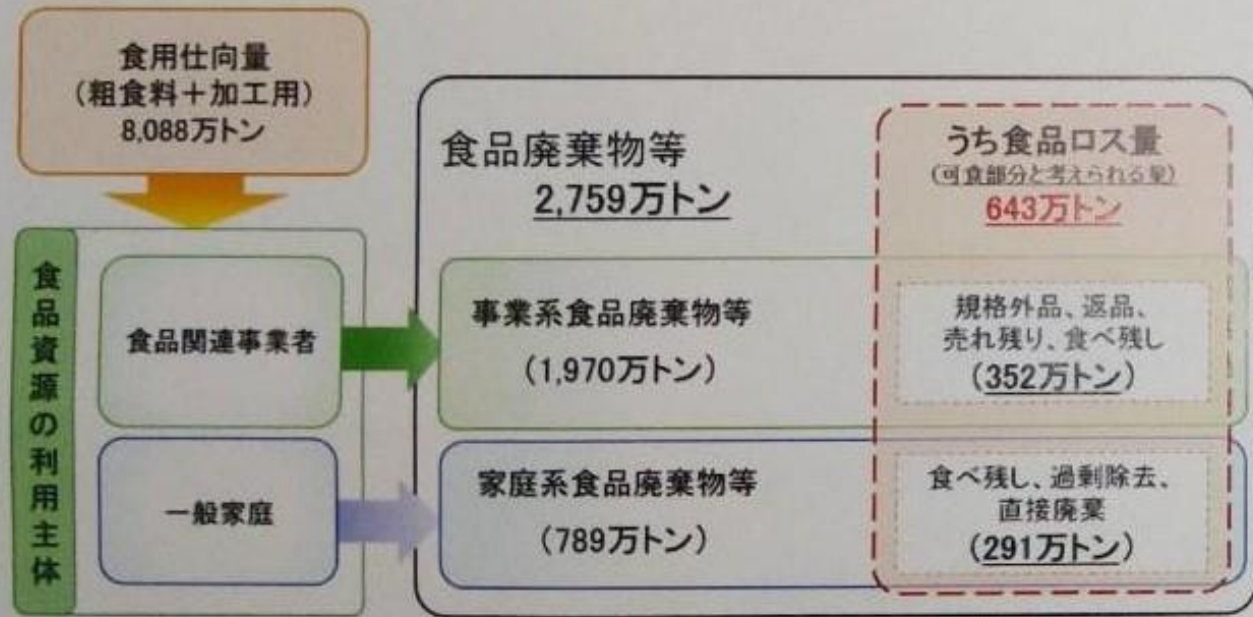 食用仕向量
(粗食料＋加工用)
8,088万トン
食品資源の利用主体
食品関連事業者
一般家庭
食品廃棄物等
2,759万トン
うち食品ロス量
(可食部分と考えられる量)
643万トン
事業系食品廃棄物等
(1,970万トン)
規格外品、返品、
売れ残り、食べ残し
(352万トン)
家庭系食品廃棄物等
(789万トン)
食べ残し、過剰除去、
直接廃棄
(291万トン)